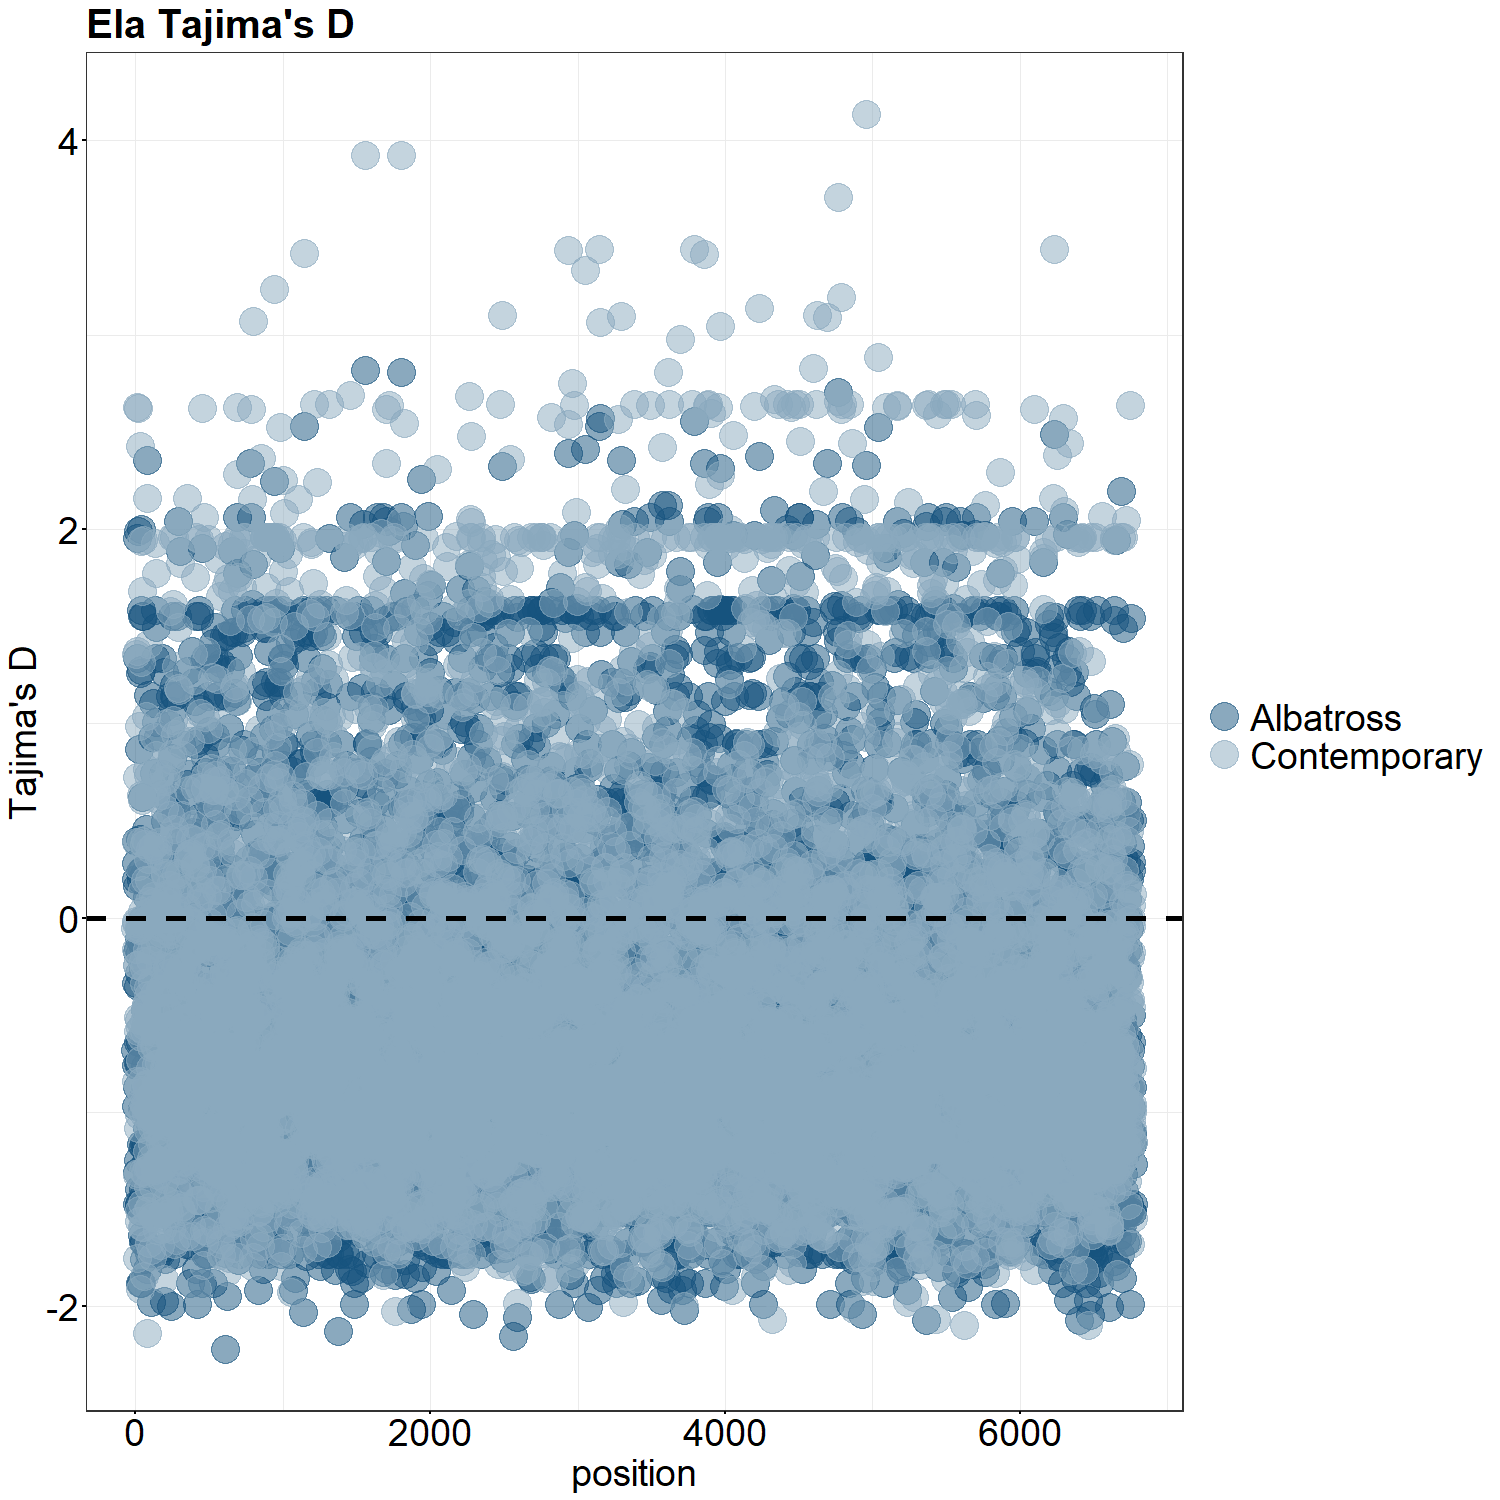 Ela Tajima's D
4
2
0
-2
Tajima's D
0 2000 4000 6000
position
Albatross
Contemporary